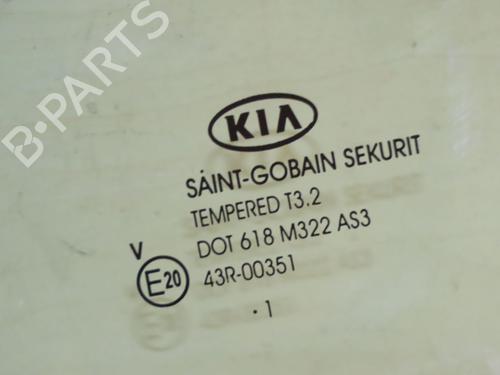 B-PARTS
KIA
SAINT-GOBAIN SEKURIT
TEMPERED T3.2
DOT 618 M322 AS3
V
E20
43R-00351
· 1